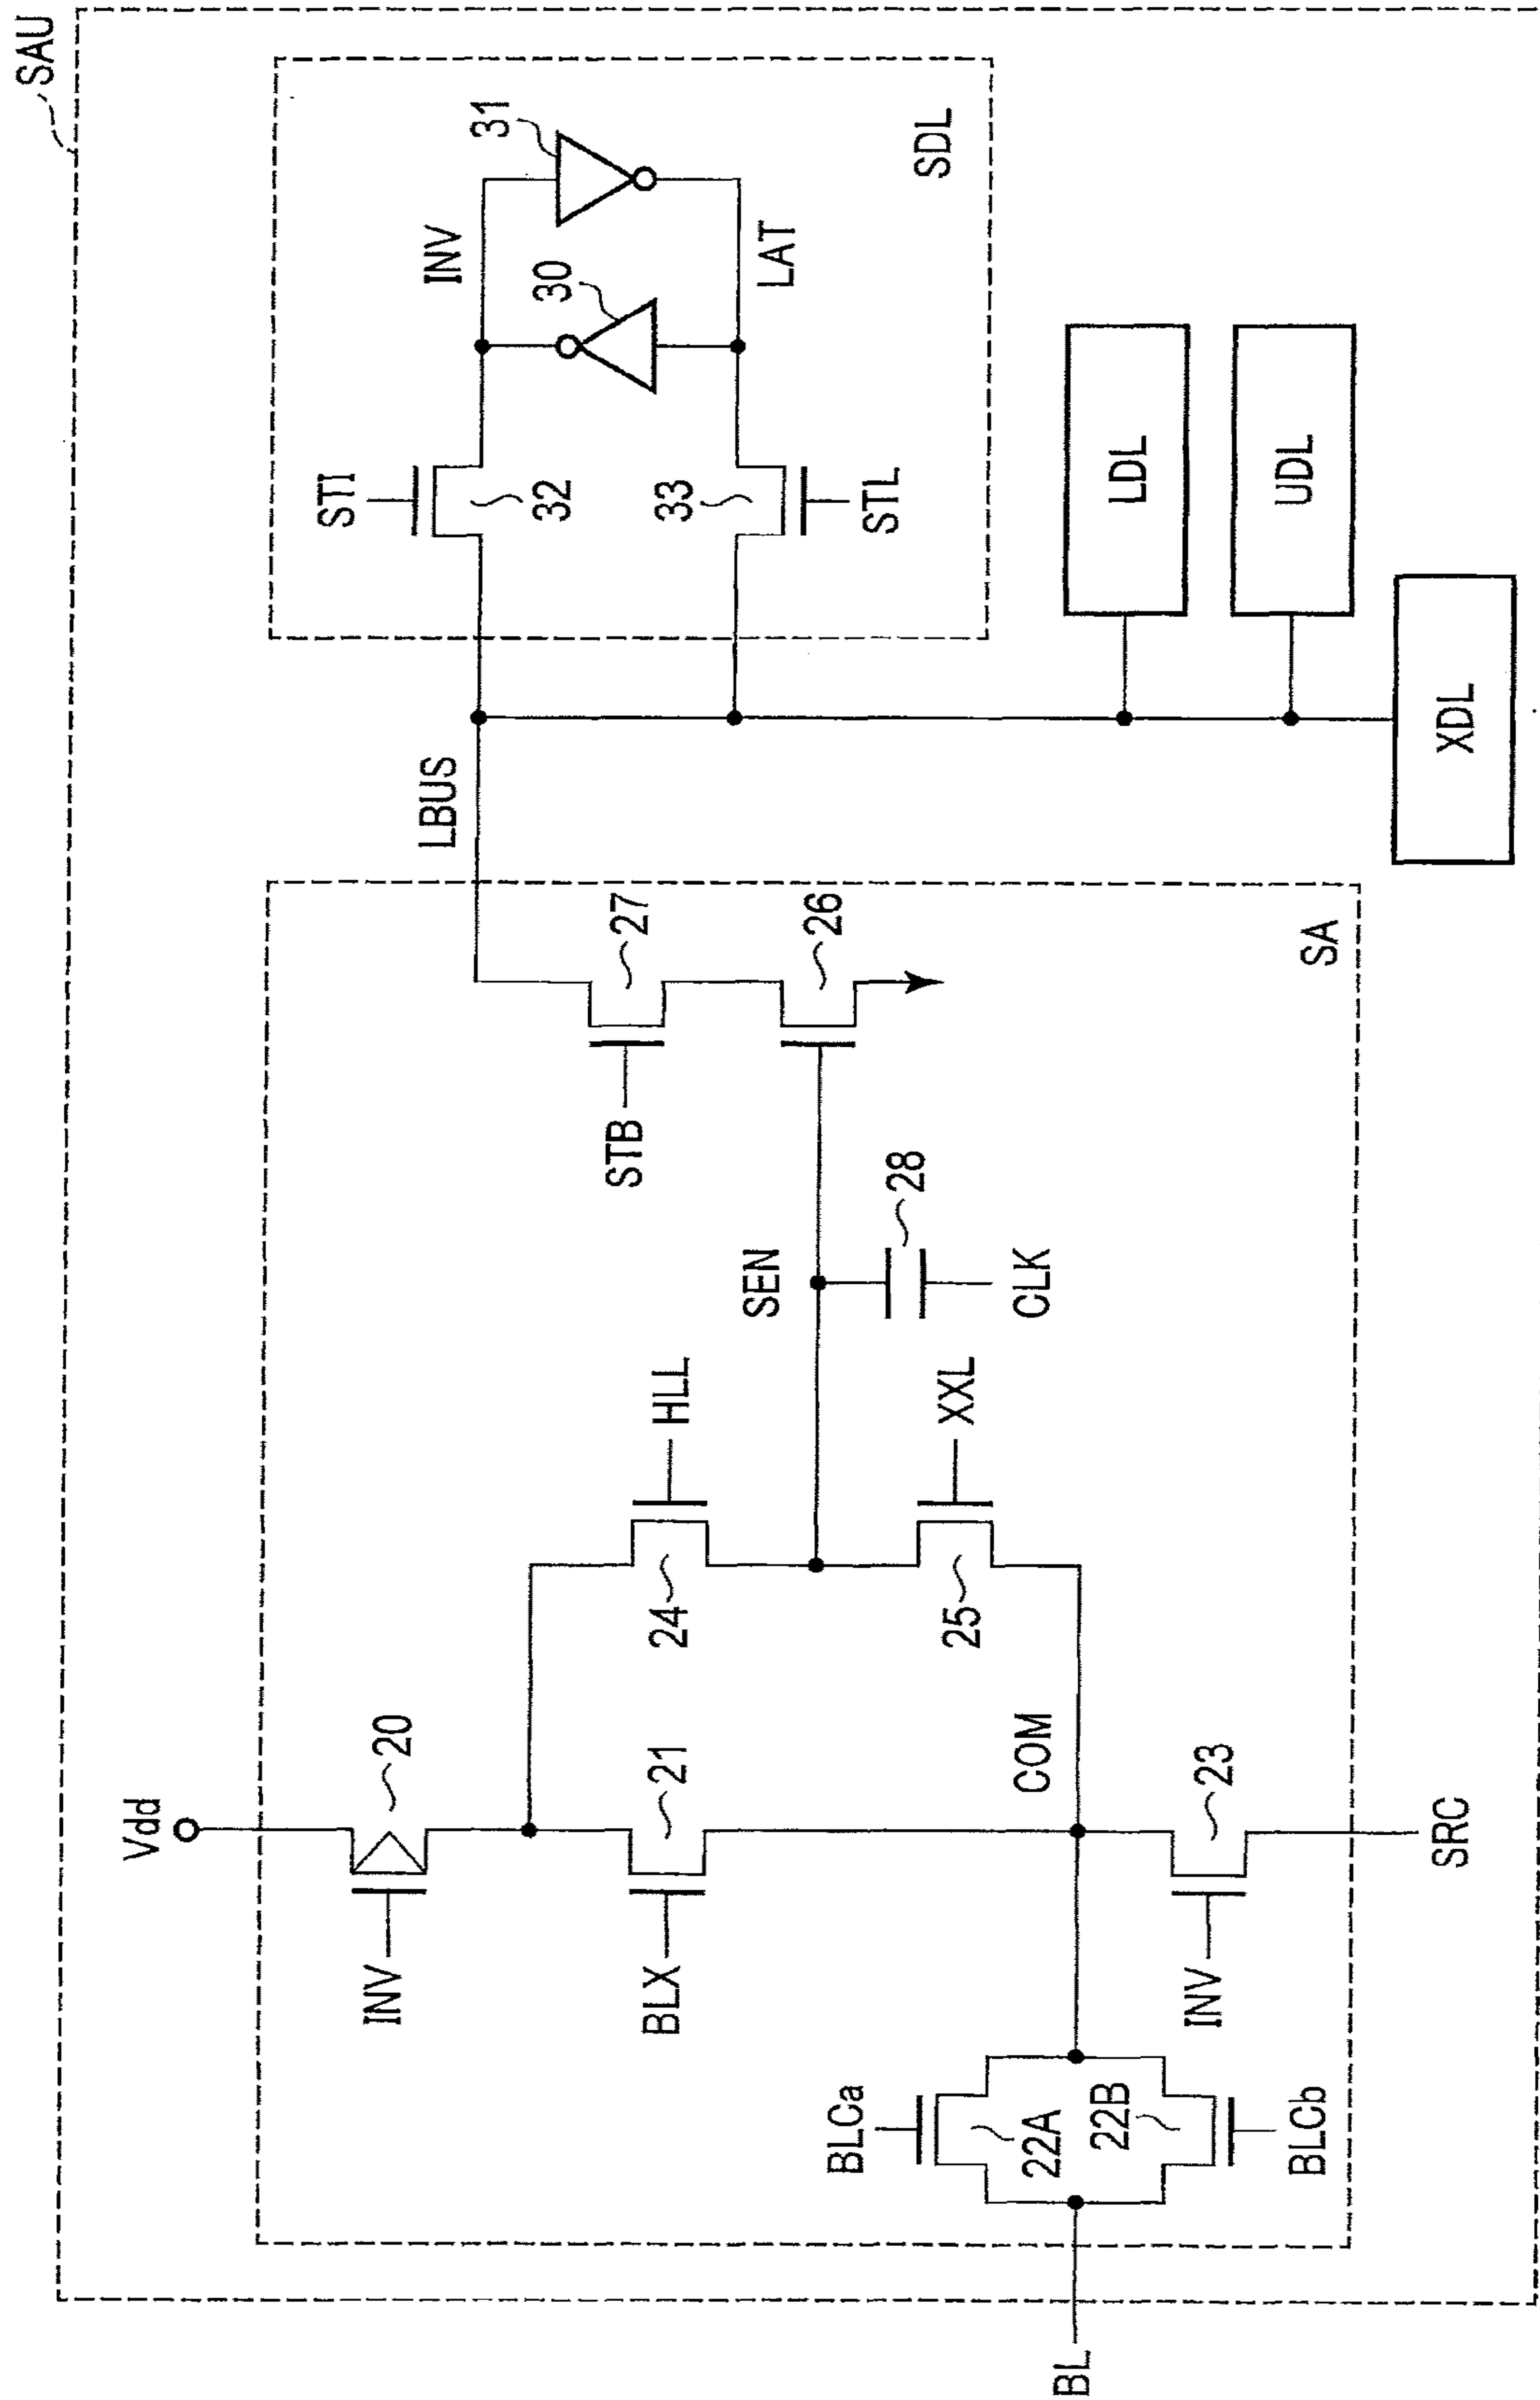 SAU
Vdd
INV
20
BLX
21
HLL
24
SEN
STB
27
26
28
CLK
XXL
25
COM
BLCa
22A
22B
BLCb
BL
INV
23
SRC
SA
LBUS
STI
32
INV
30
31
LAT
33
STL
SDL
LDL
UDL
XDL